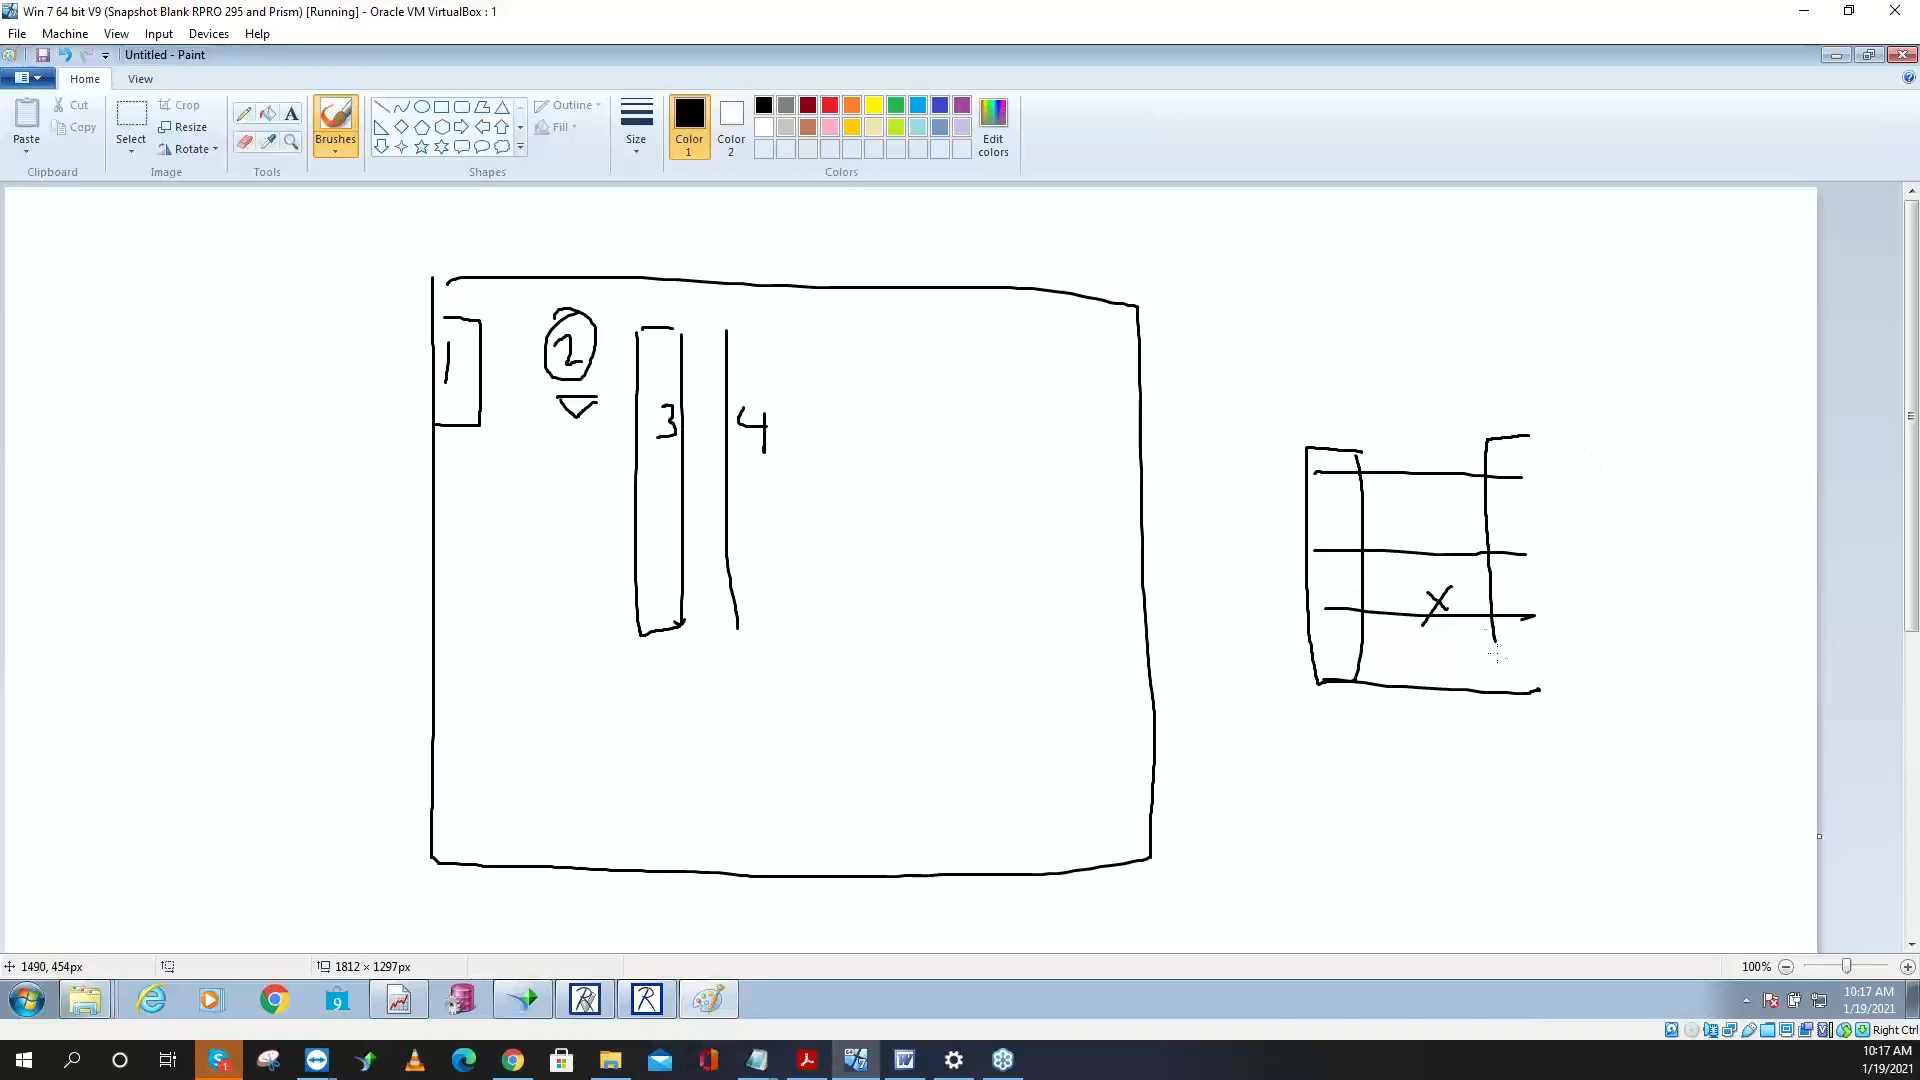 Win 7 64 bit V9 (Snapshot Blank RPRO 295 and Prism) [Running] - Oracle VM VirtualBox : 1
File Machine View Input Devices Help
Untitled - Paint
Home View
Paste
Cut
Copy
Clipboard
Select
Crop
Resize
Rotate
Image
A
Tools
Brushes
Shapes
Outline
Fill
Size
Color 1
Color 2
Edit colors
Colors
1
2
3
4
X
1490, 454px
1812 × 1297px
100%
9
R
R
10:17 AM
1/19/2021
Right Ctrl
10:17 AM
1/19/2021